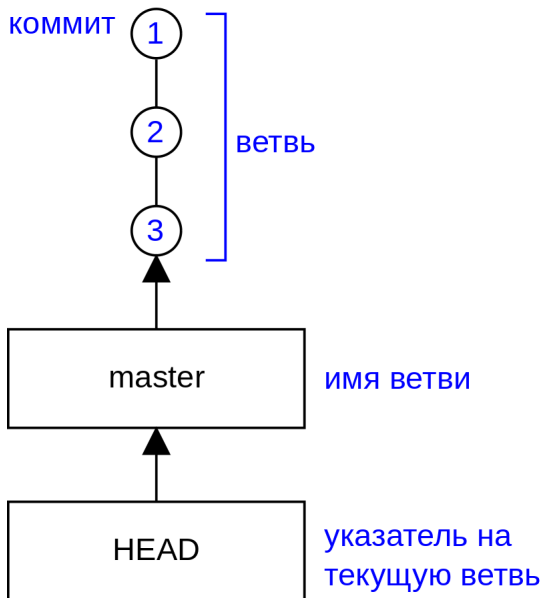 коммит
1
2
ветвь
3
master
имя ветви
HEAD
указатель на
текущую ветвь